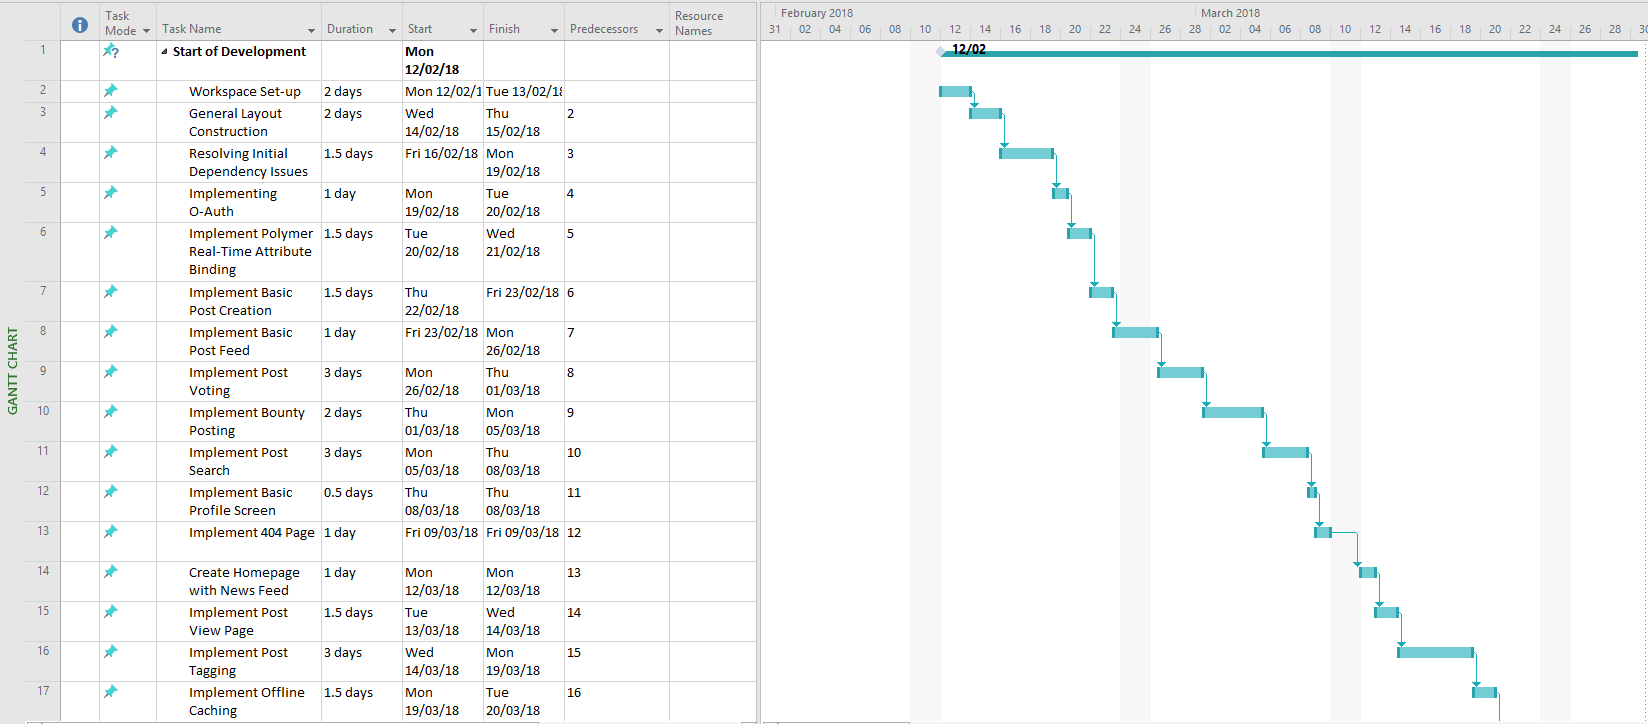 February 2018 March 2018
Task Mode Task Name Duration Start Finish Predecessors Resource Names
31 02 04 06 08 10 12 14 16 18 20 22 24 26 28 02 04 06 08 10 12 14 16 18 20 22 24 26 28 30
1 Start of Development Mon 12/02/18 12/02
2 Workspace Set-up 2 days Mon 12/02/1 Tue 13/02/18
3 General Layout Construction 2 days Wed 14/02/18 Thu 15/02/18 2
4 Resolving Initial Dependency Issues 1.5 days Fri 16/02/18 Mon 19/02/18 3
5 Implementing O-Auth 1 day Mon 19/02/18 Tue 20/02/18 4
6 Implement Polymer Real-Time Attribute Binding 1.5 days Tue 20/02/18 Wed 21/02/18 5
7 Implement Basic Post Creation 1.5 days Thu 22/02/18 Fri 23/02/18 6
8 Implement Basic Post Feed 1 day Fri 23/02/18 Mon 26/02/18 7
9 Implement Post Voting 3 days Mon 26/02/18 Thu 01/03/18 8
10 Implement Bounty Posting 2 days Thu 01/03/18 Mon 05/03/18 9
11 Implement Post Search 3 days Mon 05/03/18 Thu 08/03/18 10
12 Implement Basic Profile Screen 0.5 days Thu 08/03/18 Thu 08/03/18 11
13 Implement 404 Page 1 day Fri 09/03/18 Fri 09/03/18 12
14 Create Homepage with News Feed 1 day Mon 12/03/18 Mon 12/03/18 13
15 Implement Post View Page 1.5 days Tue 13/03/18 Wed 14/03/18 14
16 Implement Post Tagging 3 days Wed 14/03/18 Mon 19/03/18 15
17 Implement Offline Caching 1.5 days Mon 19/03/18 Tue 20/03/18 16
GANTT CHART